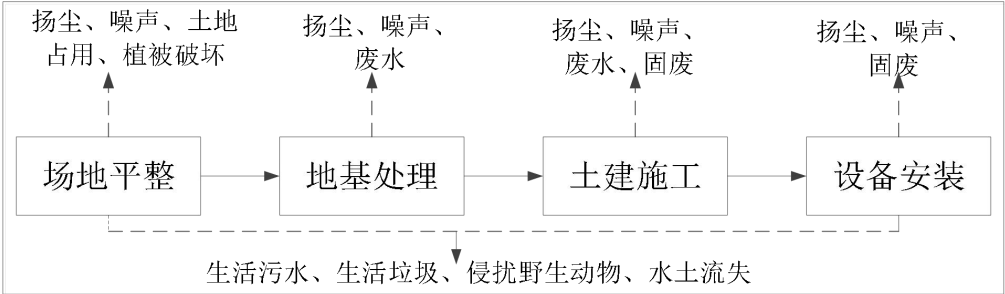 扬尘、噪声、土地
占用、植被破坏
扬尘、噪声、
废水
扬尘、噪声、
废水、固废
扬尘、噪声、
固废
场地平整
地基处理
土建施工
设备安装
生活污水、生活垃圾、侵扰野生动物、水土流失